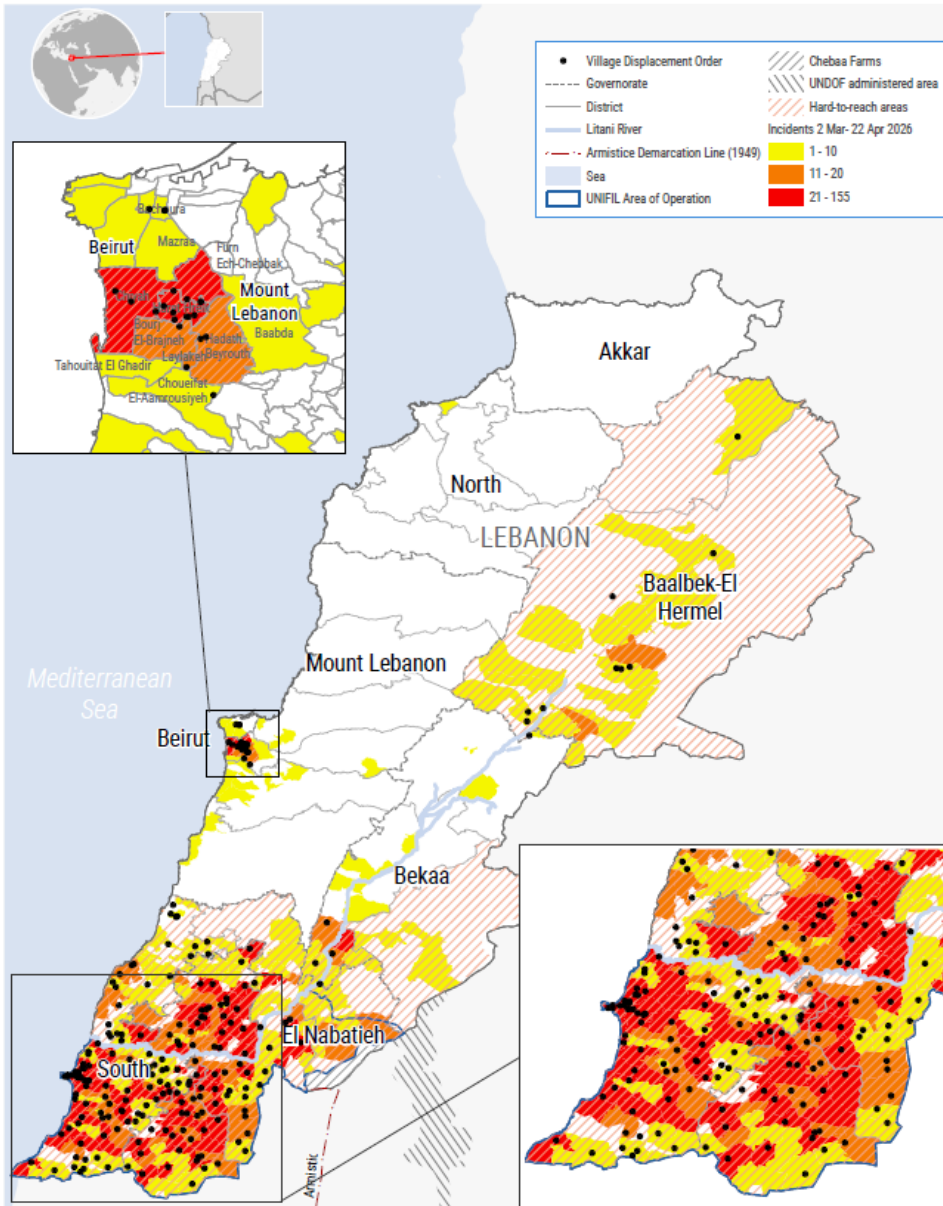 Village Displacement Order
Governorate
District
Litani River
Armistice Demarcation Line (1949)
Sea
UNIFIL Area of Operation
Chebaa Farms
UNDOF administered area
Hard-to-reach areas
Incidents 2 Mar- 22 Apr 2026
1 - 10
11 - 20
21 - 155
Bachoura
Beirut
Mazraa
Furn
Ech-Chebbak
Mount
Lebanon
Baabda
Bourj
El-Brajneh
Hadath
Beyrouth
Laylakeh
Tahouitat El Ghadir
Choueifat
El-Aamrousiyeh
Akkar
North
LEBANON
Baalbek-El
Hermel
Mount Lebanon
Mediterranean
Sea
Beirut
Bekaa
El Nabatieh
South
Armistic